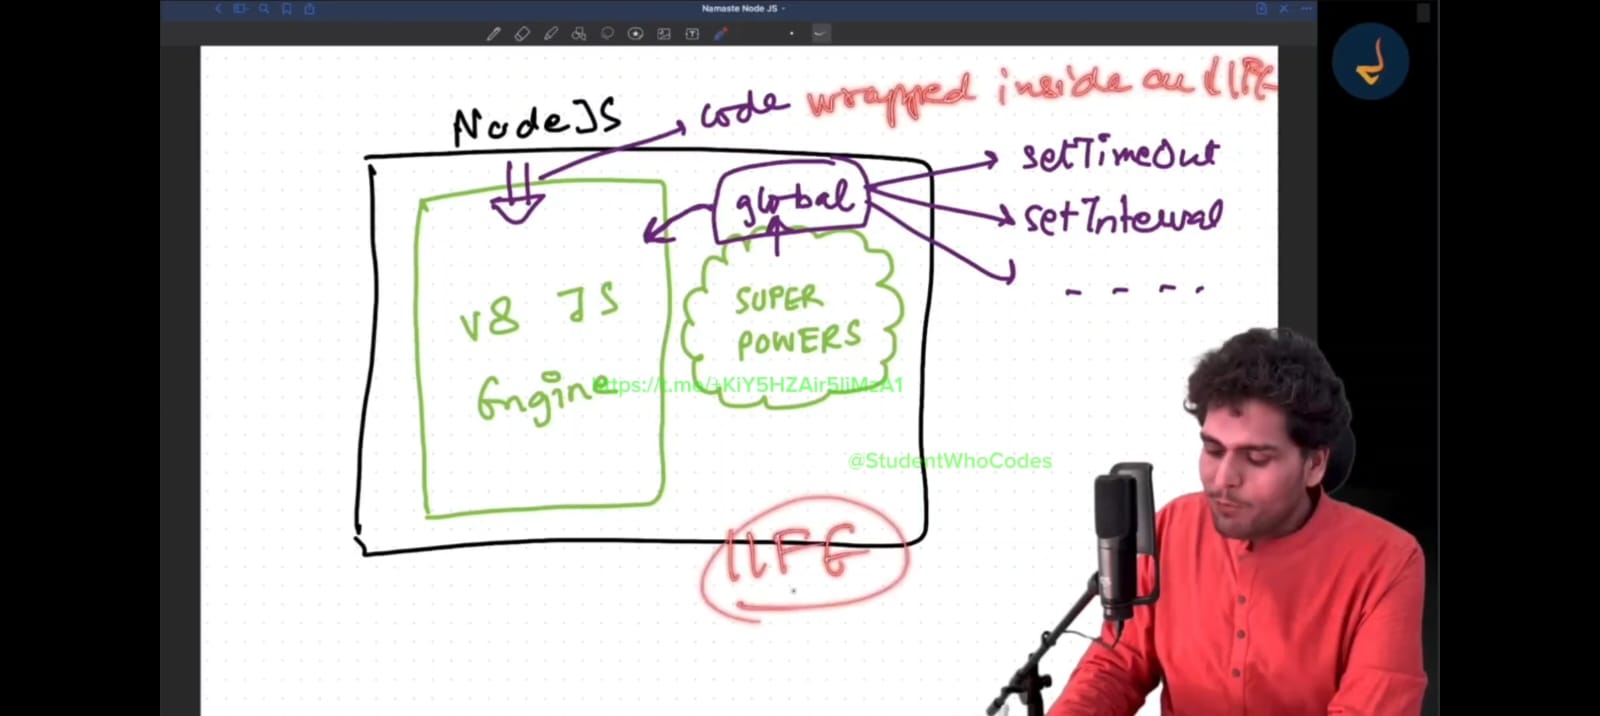 Namaste Node JS
NodeJS
code wrapped inside an IIFE
setTimeOut
global
setInterval
- - - -
SUPER
POWERS
v8 JS
Engine
https://t.me/+KiY5HZAir5IiMzA1
@StudentWhoCodes
IIFE